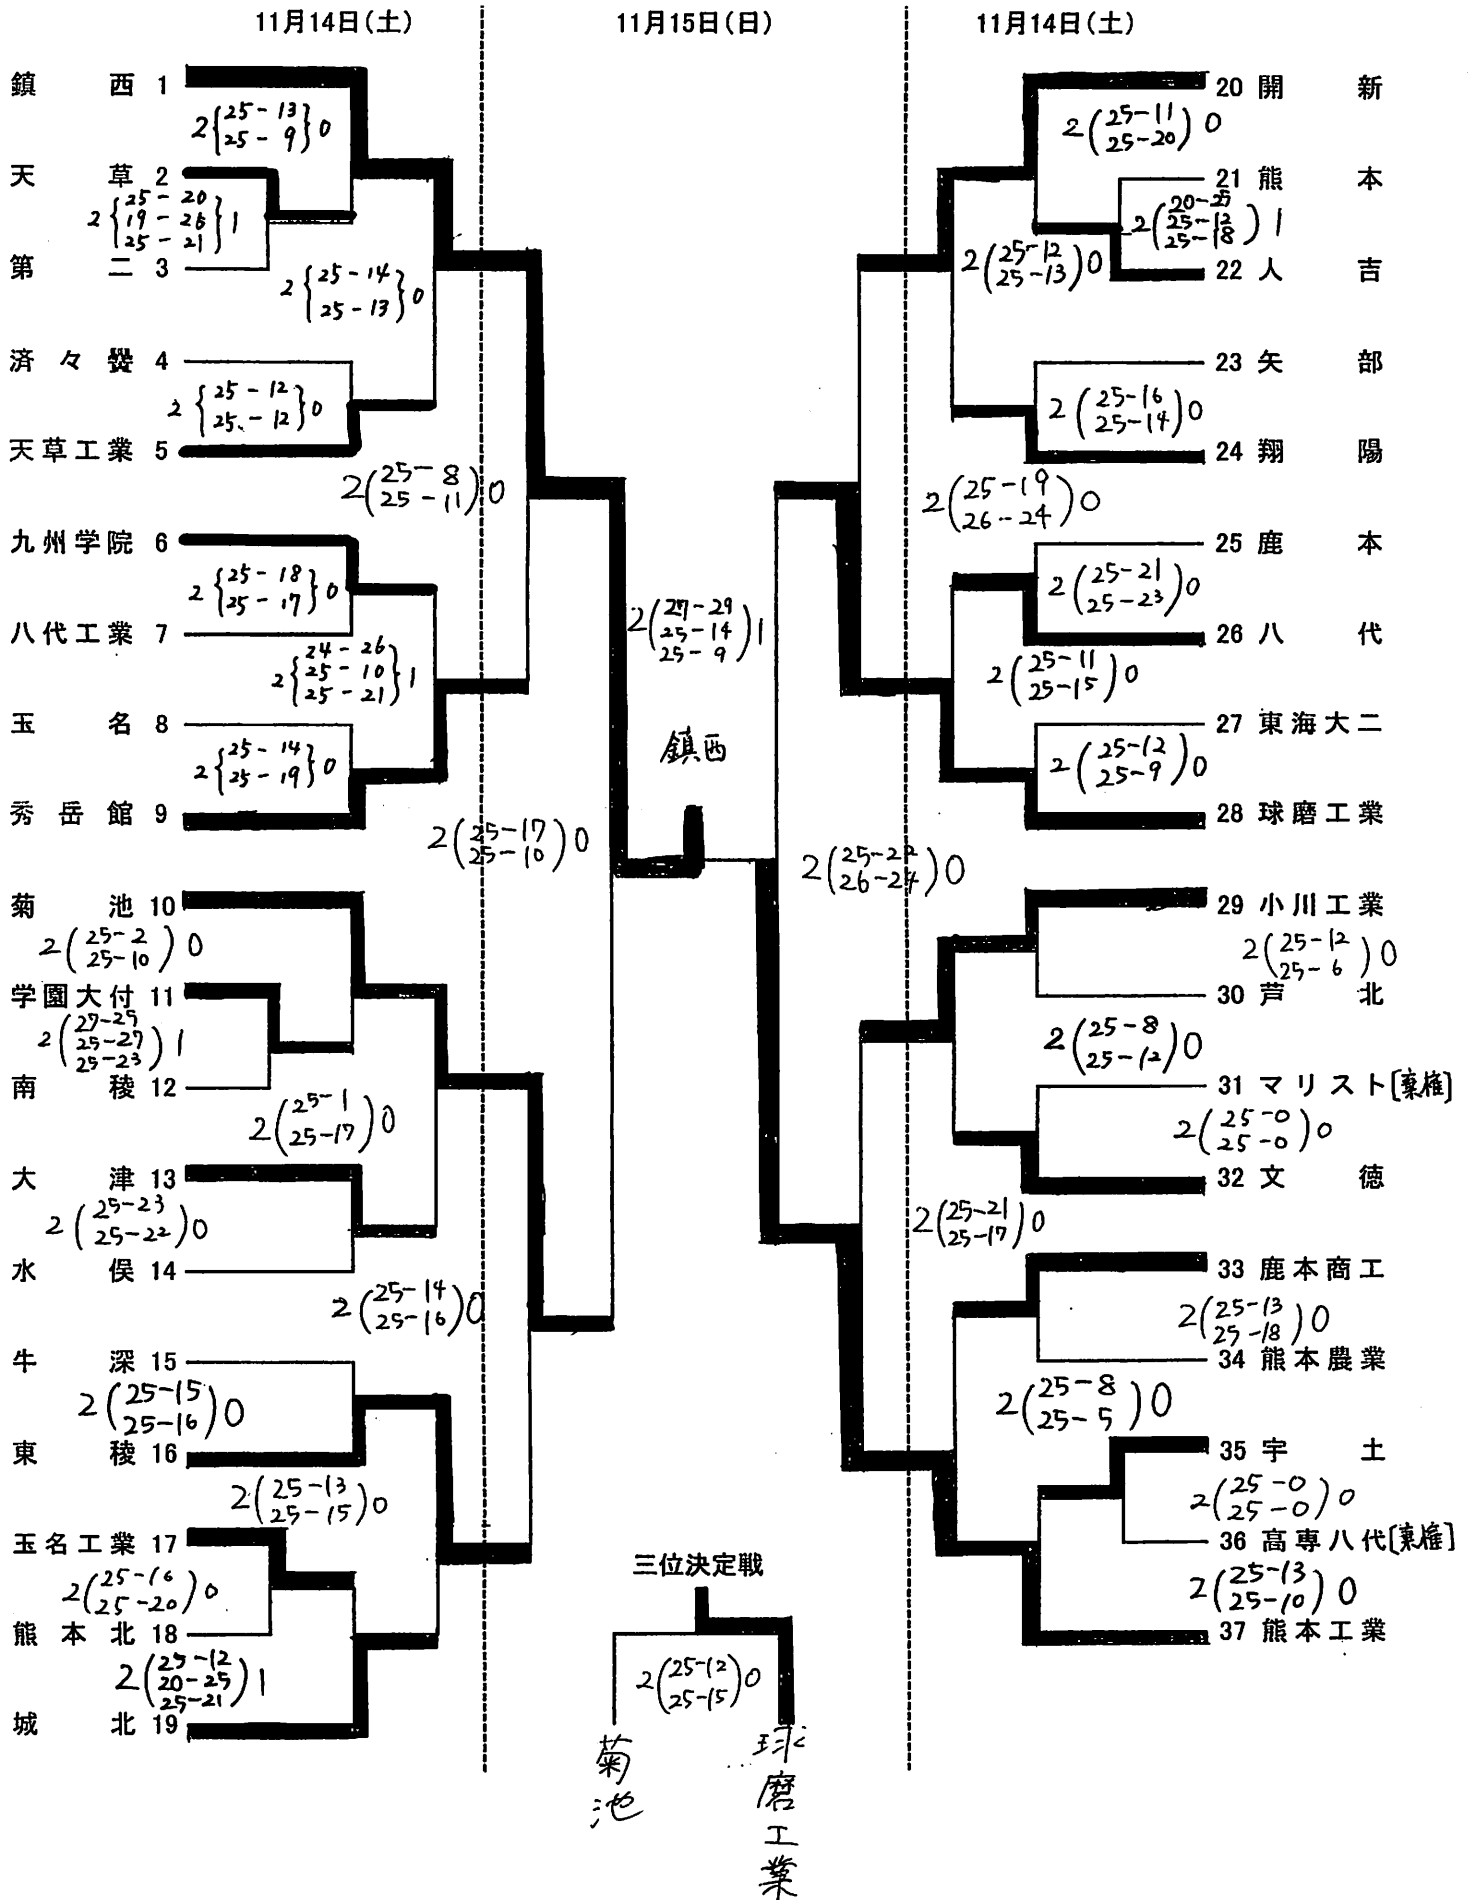 11月14日(土)
11月15日(日)
11月14日(土)
鎮西 1
2{25-13 25-9}0
天草 2
2{25-20 19-25 25-21}1
第二 3
2{25-14 25-13}0
済々黌 4
2{25-12 25-12}0
天草工業 5
2(25-8 25-11)0
九州学院 6
2{25-18 25-17}0
八代工業 7
2{24-26 25-10 25-21}1
玉名 8
2{25-14 25-19}0
秀岳館 9
2(25-17 25-10)0
菊池 10
2(25-2 25-10)0
学園大付 11
2(27-25 25-27 25-23)1
南稜 12
2(25-1 25-17)0
大津 13
2(25-23 25-22)0
水俣 14
2(25-14 25-16)0
牛深 15
2(25-15 25-16)0
東稜 16
2(25-13 25-15)0
玉名工業 17
2(25-16 25-20)0
熊本北 18
2(25-12 20-25 25-21)1
城北 19
2(27-29 25-14 25-9)1
鎮西
三位決定戦
2(25-12 25-15)0
菊池
球磨工業
20 開新
2(25-11 25-20)0
21 熊本
2(20-25 25-12 25-18)1
22 人吉
2(25-12 25-13)0
23 矢部
2(25-16 25-14)0
24 翔陽
2(25-19 26-24)0
25 鹿本
2(25-21 25-23)0
26 八代
2(25-11 25-15)0
27 東海大二
2(25-12 25-9)0
28 球磨工業
2(25-22 26-24)0
29 小川工業
2(25-12 25-6)0
30 芦北
2(25-8 25-12)0
31 マリスト[棄権]
2(25-0 25-0)0
32 文徳
2(25-21 25-17)0
33 鹿本商工
2(25-13 25-18)0
34 熊本農業
2(25-8 25-5)0
35 宇土
2(25-0 25-0)0
36 高専八代[棄権]
2(25-13 25-10)0
37 熊本工業